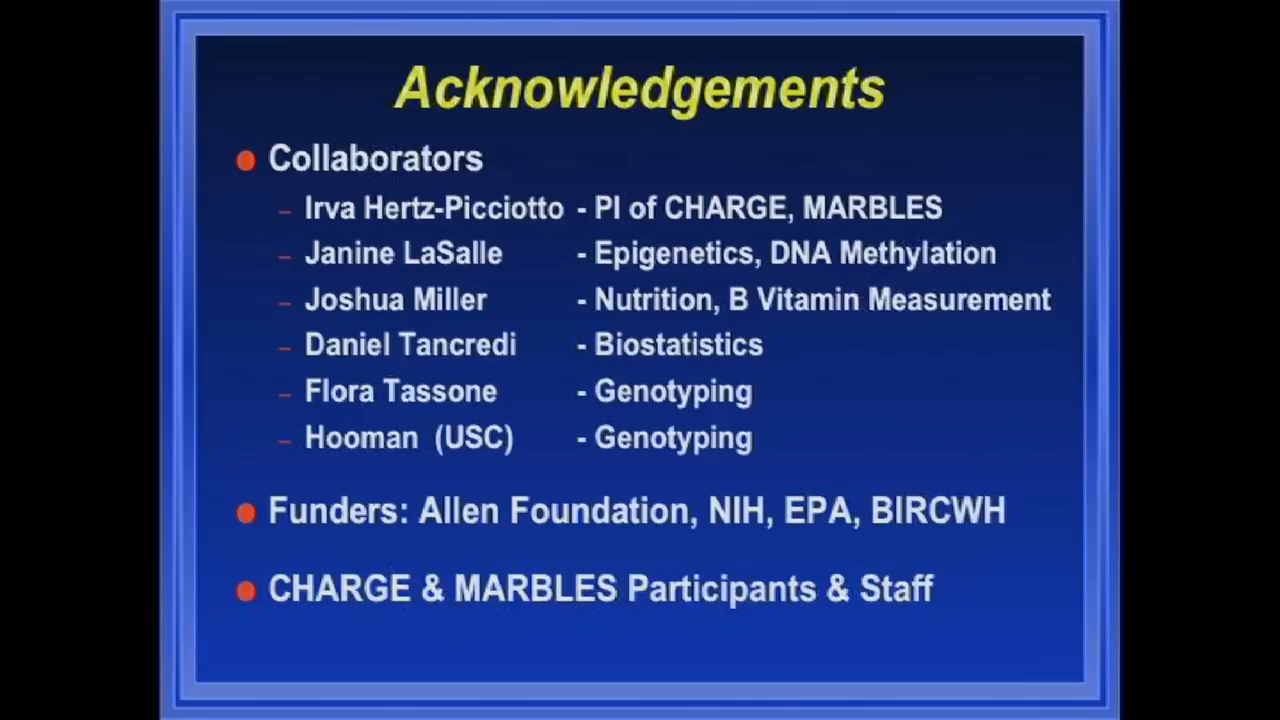 Acknowledgements
Collaborators
– Irva Hertz-Picciotto - PI of CHARGE, MARBLES
– Janine LaSalle - Epigenetics, DNA Methylation
– Joshua Miller - Nutrition, B Vitamin Measurement
– Daniel Tancredi - Biostatistics
– Flora Tassone - Genotyping
– Hooman (USC) - Genotyping
Funders: Allen Foundation, NIH, EPA, BIRCWH
CHARGE & MARBLES Participants & Staff